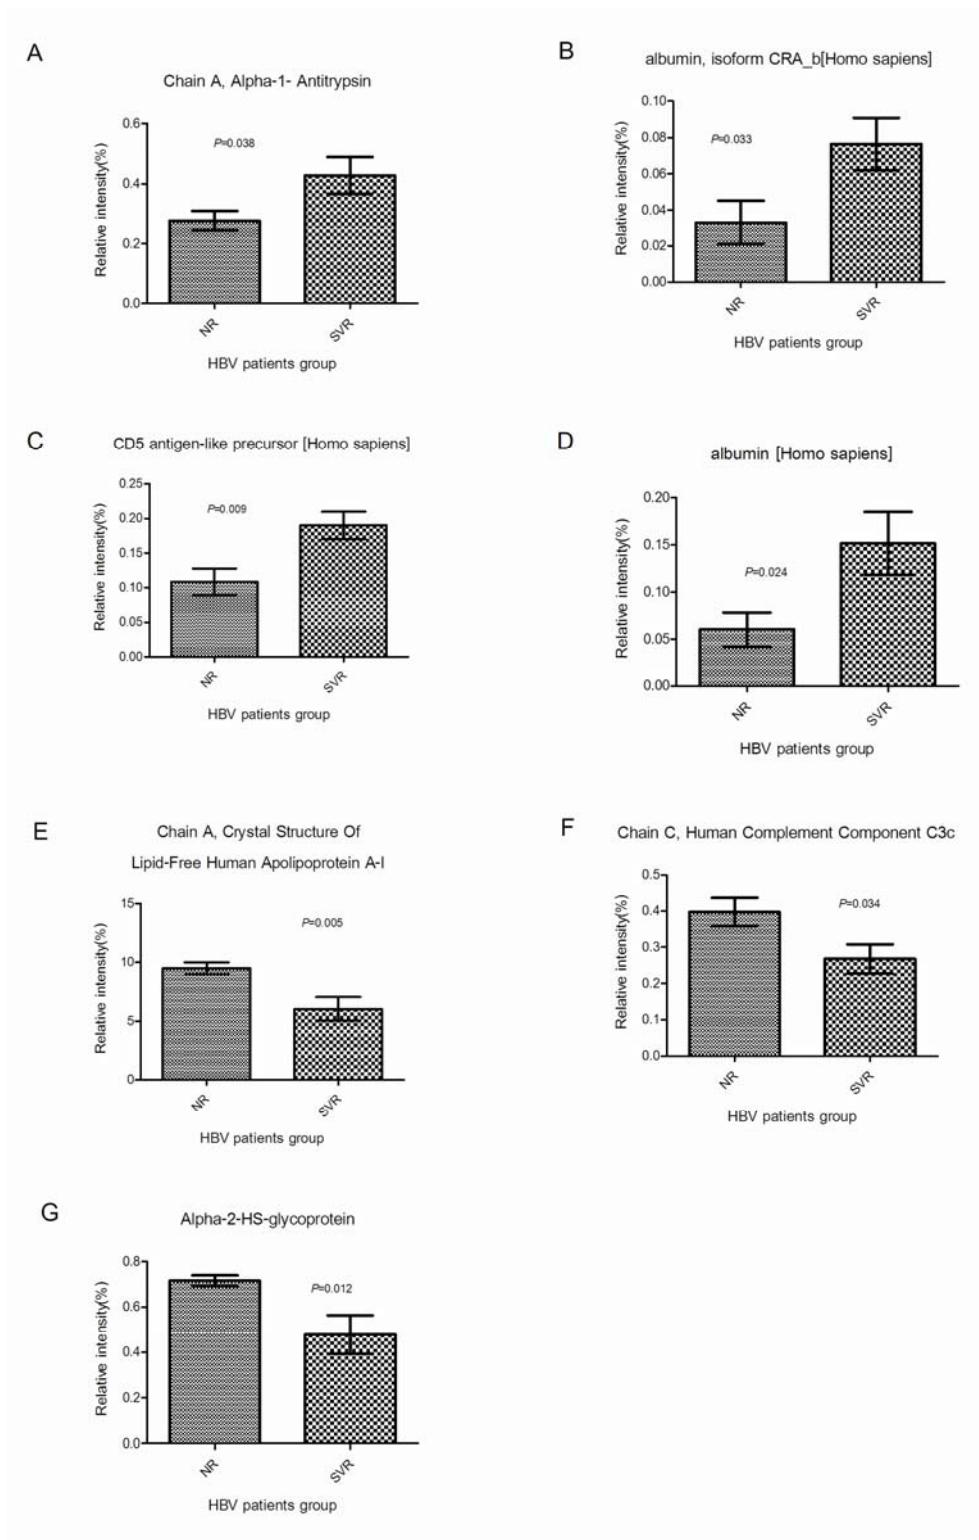 A
Chain A, Alpha-1- Antitrypsin
Relative intensity(%)
0.6
0.4
0.2
0.0
P=0.038
NR
SVR
HBV patients group
B
albumin, isoform CRA_b[Homo sapiens]
Relative intensity(%)
0.10
0.08
0.06
0.04
0.02
0.00
P=0.033
NR
SVR
HBV patients group
C
CD5 antigen-like precursor [Homo sapiens]
Relative intensity(%)
0.25
0.20
0.15
0.10
0.05
0.00
P=0.009
NR
SVR
HBV patients group
D
albumin [Homo sapiens]
Relative intensity(%)
0.20
0.15
0.10
0.05
0.00
P=0.024
NR
SVR
HBV patients group
E
Chain A, Crystal Structure Of
Lipid-Free Human Apolipoprotein A-I
Relative intensity(%)
15
10
5
0
P=0.005
NR
SVR
HBV patients group
F
Chain C, Human Complement Component C3c
Relative intensity(%)
0.5
0.4
0.3
0.2
0.1
0.0
P=0.034
NR
SVR
HBV patients group
G
Alpha-2-HS-glycoprotein
Relative intensity(%)
0.8
0.6
0.4
0.2
0.0
P=0.012
NR
SVR
HBV patients group